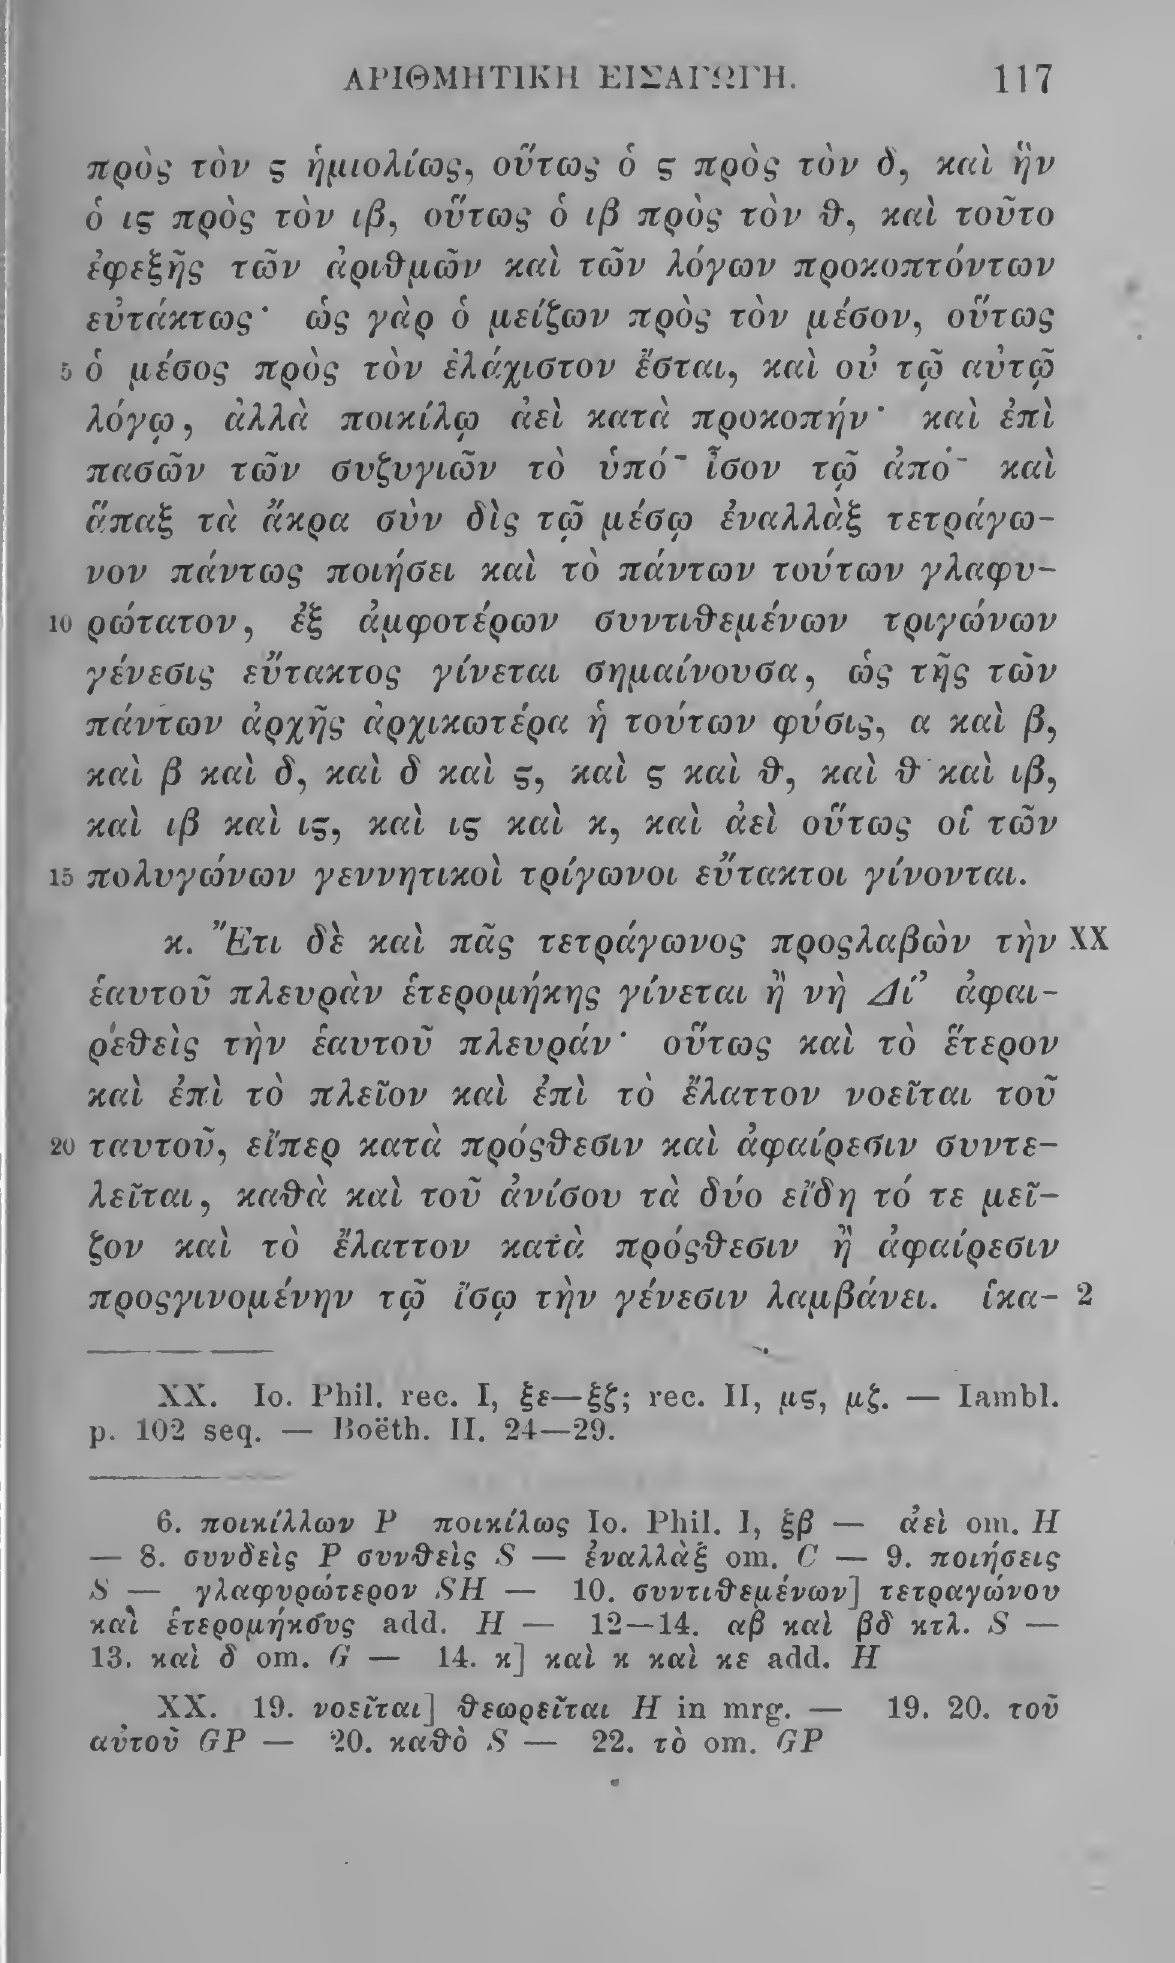 ΑΡΙΘΜΗΤΙΚΗ ΕΙΣΑΓΩΓΗ. 117
πρὸς τὸν ς ἡμιολίως, οὕτως ὁ ς πρὸς τὸν δ, καὶ ἣν
ὁ ις πρὸς τὸν ιβ, οὕτως ὁ ιβ πρὸς τὸν ϑ, καὶ τοῦτο
ἐφεξῆς τῶν ἀριϑμῶν καὶ τῶν λόγων προκοπτόντων
εὐτάκτως· ὡς γὰρ ὁ μείζων πρὸς τὸν μέσον, οὕτως
5 ὁ μέσος πρὸς τὸν ἐλάχιστον ἔσται, καὶ οὐ τῷ αὐτῷ
λόγῳ, ἀλλὰ ποικίλῳ ἀεὶ κατὰ προκοπήν· καὶ ἐπὶ
πασῶν τῶν συζυγιῶν τὸ ὑπό ἴσον τῷ ἀπό καὶ
ἅπαξ τὰ ἄκρα σὺν δὶς τῷ μέσῳ ἐναλλὰξ τετράγω-
νον πάντως ποιήσει καὶ τὸ πάντων τούτων γλαφυ-
10 ρώτατον, ἐξ ἀμφοτέρων συντιϑεμένων τριγώνων
γένεσις εὔτακτος γίνεται σημαίνουσα, ὡς τῆς τῶν
πάντων ἀρχῆς ἀρχικωτέρα ἡ τούτων φύσις, α καὶ β,
καὶ β καὶ δ, καὶ δ καὶ ς, καὶ ς καὶ ϑ, καὶ ϑ καὶ ιβ,
καὶ ιβ καὶ ις, καὶ ις καὶ κ, καὶ ἀεὶ οὕτως οἱ τῶν
15 πολυγώνων γεννητικοὶ τρίγωνοι εὔτακτοι γίνονται.
κ. Ἔτι δὲ καὶ πᾶς τετράγωνος προςλαβὼν τὴν XX
ἑαυτοῦ πλευρὰν ἑτερομήκης γίνεται ἢ νὴ Δί’ ἀφαι-
ρεϑεὶς τὴν ἑαυτοῦ πλευράν· οὕτως καὶ τὸ ἕτερον
καὶ ἐπὶ τὸ πλεῖον καὶ ἐπὶ τὸ ἔλαττον νοεῖται τοῦ
20 ταυτοῦ, εἴπερ κατὰ πρόςϑεσιν καὶ ἀφαίρεσιν συντε-
λεῖται, καϑὰ καὶ τοῦ ἀνίσου τὰ δύο εἴδη τό τε μεῖ-
ζον καὶ τὸ ἔλαττον κατὰ πρόςϑεσιν ἢ ἀφαίρεσιν
προςγινομένην τῷ ἴσῳ τὴν γένεσιν λαμβάνει. ἱκα- 2
XX. Io. Phil. rec. I, ξε—ξζ; rec. II, μς, μζ. — Iambl.
p. 102 seq. — Boëth. II. 24—29.
6. ποικίλλων P ποικίλως Io. Phil. I, ξβ — ἀεὶ om. H
— 8. συνδεὶς P συνϑεὶς S — ἐναλλὰξ om. C — 9. ποιήσεις
S — γλαφυρώτερον SH — 10. συντιϑεμένων] τετραγώνου
καὶ ἑτερομήκους add. H — 12—14. αβ καὶ βδ κτλ. S —
13. καὶ δ om. G — 14. κ] καὶ κ καὶ κε add. H
XX. 19. νοεῖται] ϑεωρεῖται H in mrg. — 19. 20. τοῦ
αὐτοῦ GP — 20. καϑὸ S — 22. τὸ om. GP